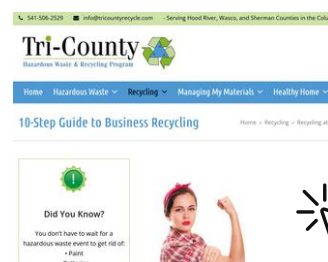 541-506-2529 info@tricountyrecycle.com - Serving Hood River, Wasco, and Sherman Counties in the
Tri-County
Hazardous Waste & Recycling Program
Home Hazardous Waste Recycling Managing My Materials Healthy Home
10-Step Guide to Business Recycling
Home » Recycling » Recycling at
Did You Know?
You don't have to wait for a
hazardous waste event to get rid of:
• Paint